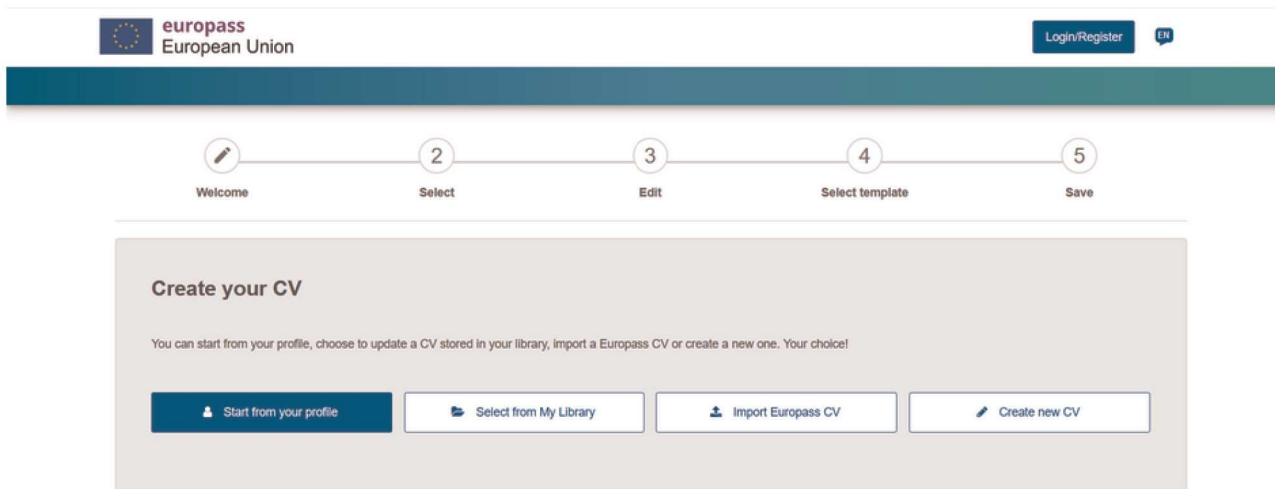 europass
European Union
Login/Register
EN
2
3
4
5
Welcome
Select
Edit
Select template
Save
Create your CV
You can start from your profile, choose to update a CV stored in your library, import a Europass CV or create a new one. Your choice!
Start from your profile
Select from My Library
Import Europass CV
Create new CV